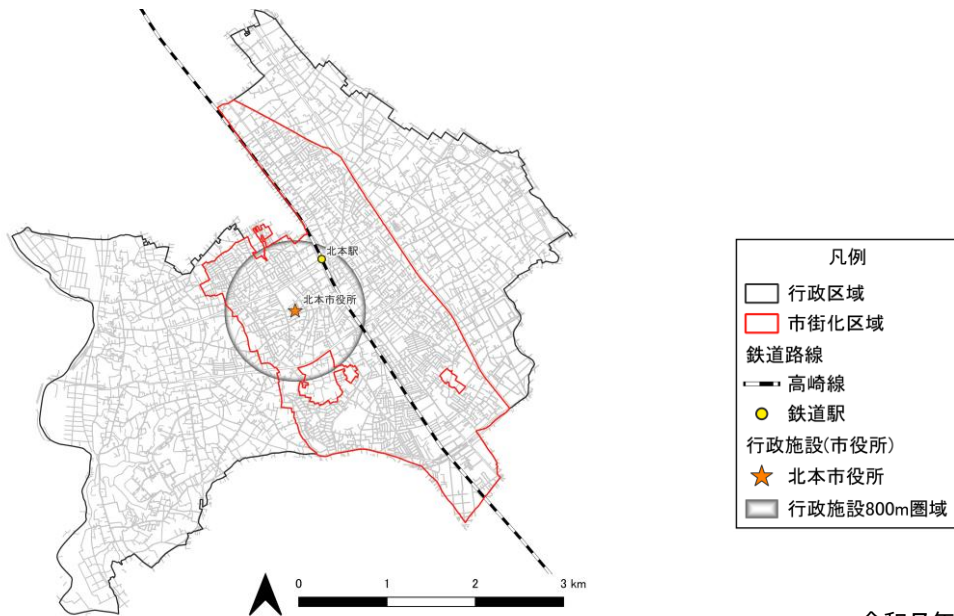 北本駅
北本市役所
凡例
行政区域
市街化区域
鉄道路線
高崎線
鉄道駅
行政施設(市役所)
北本市役所
行政施設800m圏域
0 1 2 3 km